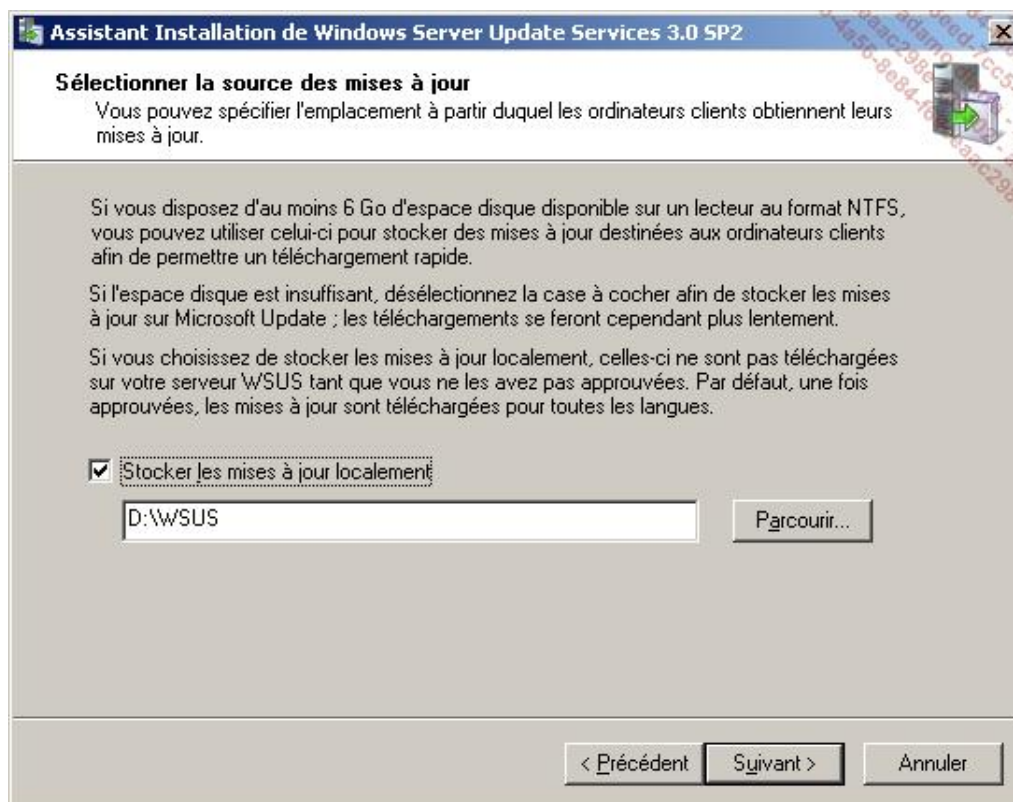 Assistant Installation de Windows Server Update Services 3.0 SP2
Sélectionner la source des mises à jour
Vous pouvez spécifier l'emplacement à partir duquel les ordinateurs clients obtiennent leurs
mises à jour.
Si vous disposez d'au moins 6 Go d'espace disque disponible sur un lecteur au format NTFS,
vous pouvez utiliser celui-ci pour stocker des mises à jour destinées aux ordinateurs clients
afin de permettre un téléchargement rapide.
Si l'espace disque est insuffisant, désélectionnez la case à cocher afin de stocker les mises
à jour sur Microsoft Update ; les téléchargements se feront cependant plus lentement.
Si vous choisissez de stocker les mises à jour localement, celles-ci ne sont pas téléchargées
sur votre serveur WSUS tant que vous ne les avez pas approuvées. Par défaut, une fois
approuvées, les mises à jour sont téléchargées pour toutes les langues.
Stocker les mises à jour localement
D:\WSUS
Parcourir...
< Précédent
Suivant >
Annuler